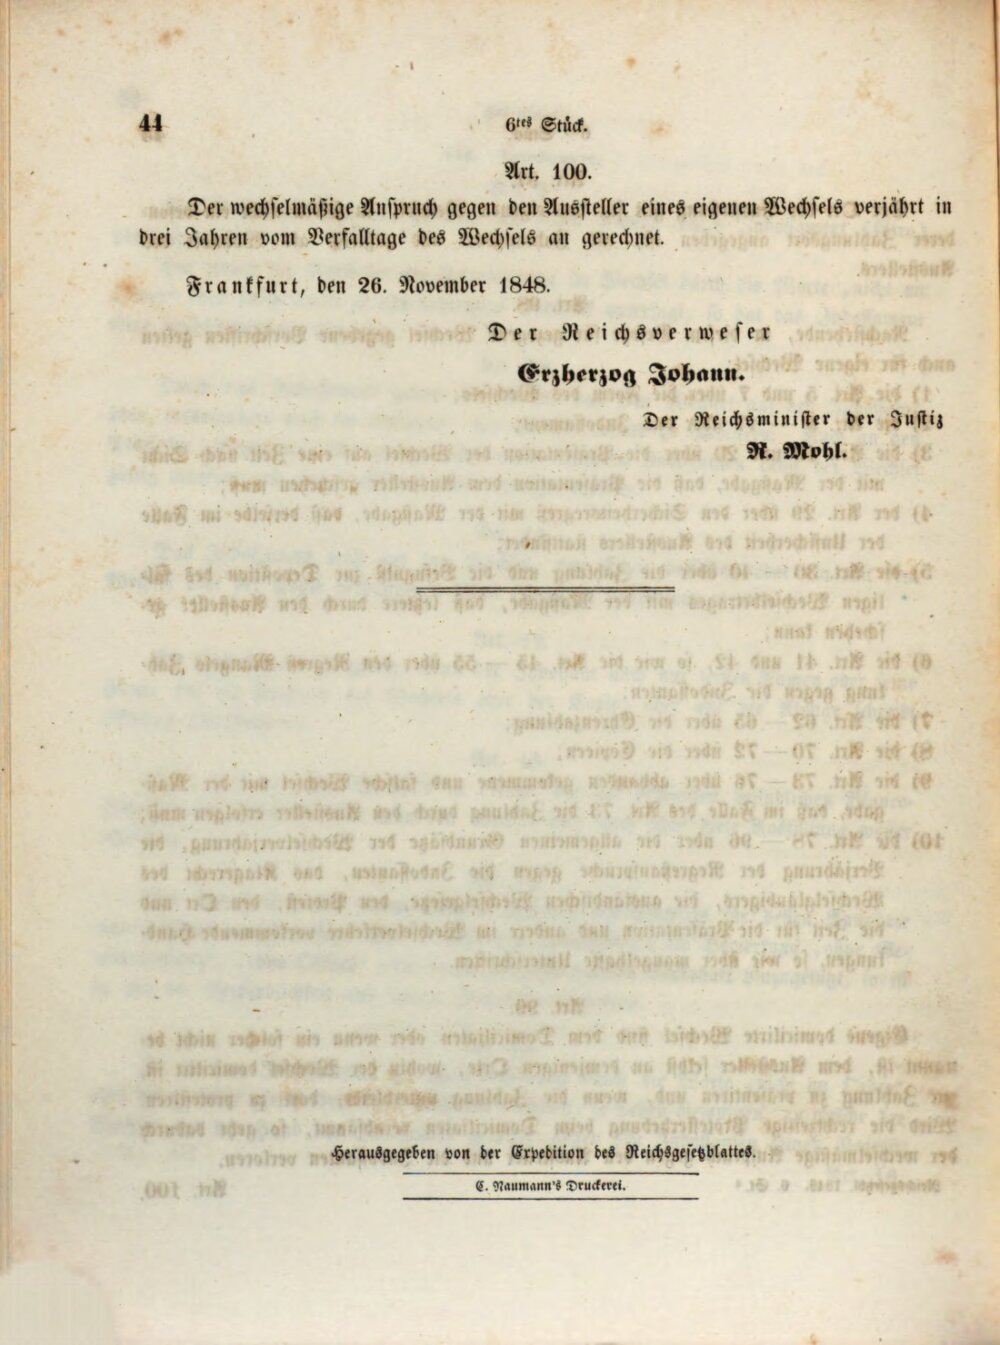 44
6tes Stück.
Art. 100.
Der wechselmäßige Anspruch gegen den Aussteller eines eigenen Wechsels verjährt in
drei Jahren vom Verfalltage des Wechsels an gerechnet.
Frankfurt, den 26. November 1848.
Der Reichsverweser
Erzherzog Johann.
Der Reichsminister der Justiz
R. Mohl.
Herausgegeben von der Expedition des Reichsgesetzblattes.
C. Naumann's Druckerei.